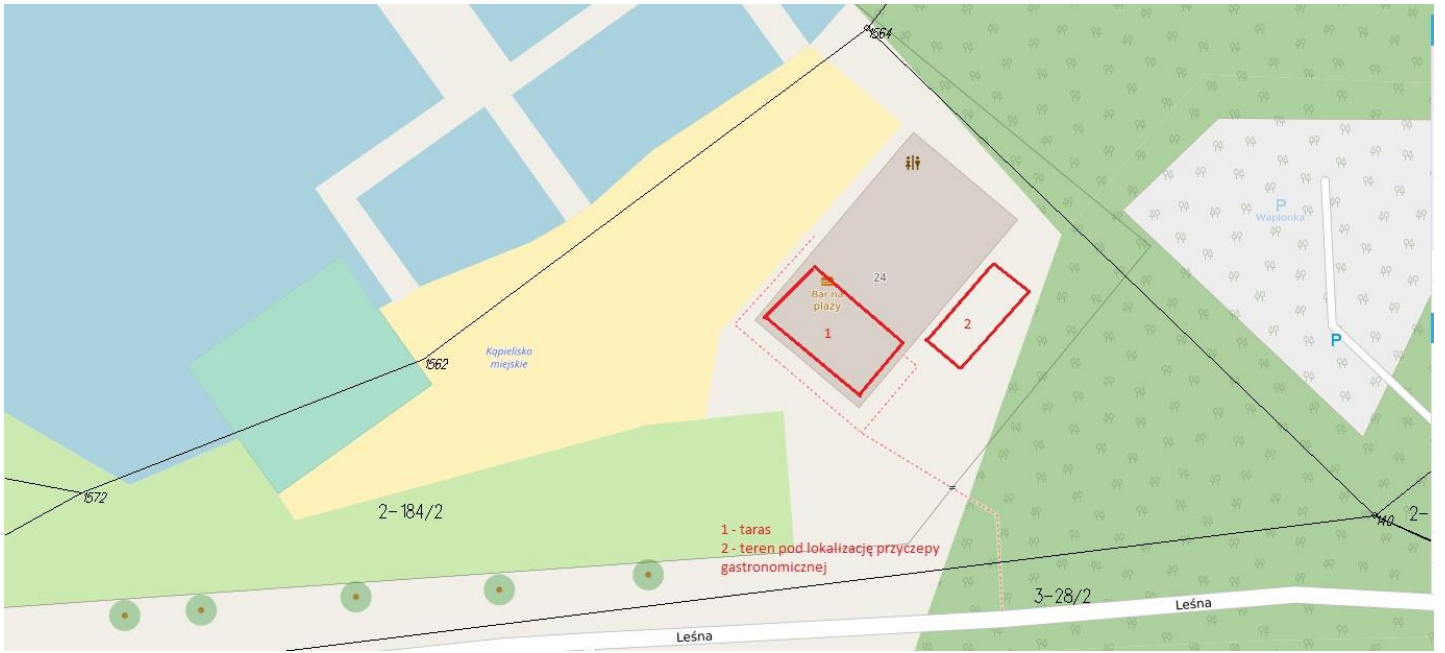 1564
P
Wapionka
24
Bar na
plaży
1
2
P
Kąpielisko
miejskie
1562
1572
2-184/2
140
2-
1 - taras
2 - teren pod lokalizację przyczepy
gastronomicznej
3-28/2
Leśna
Leśna